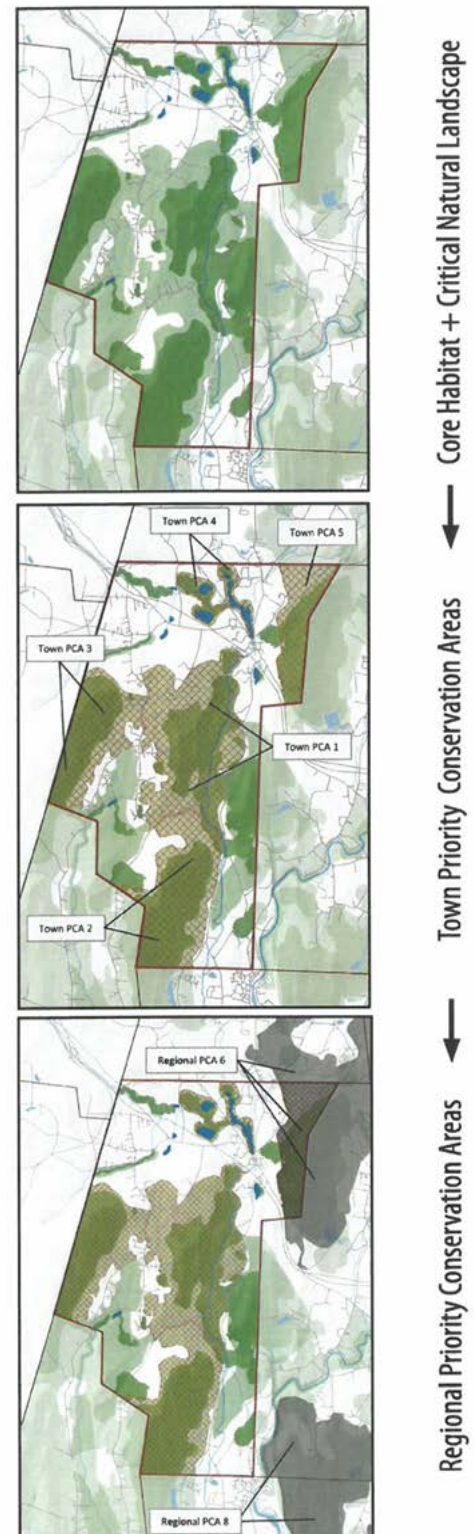 Core Habitat + Critical Natural Landscape
Town PCA 4
Town PCA 5
Town PCA 3
Town PCA 1
Town PCA 2
Town Priority Conservation Areas
Regional PCA 6
Regional PCA 8
Regional Priority Conservation Areas